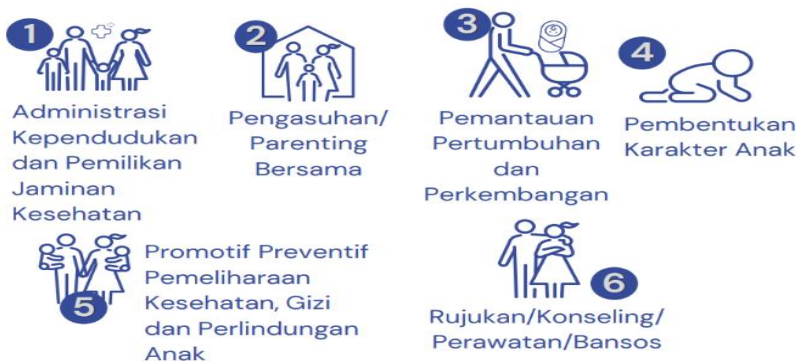 1
Administrasi
Kependudukan
dan Pemilikan
Jaminan
Kesehatan
2
Pengasuhan/
Parenting
Bersama
3
Pemantauan
Pertumbuhan
dan
Perkembangan
4
Pembentukan
Karakter Anak
5
Promotif Preventif
Pemeliharaan
Kesehatan, Gizi
dan Perlindungan
Anak
6
Rujukan/Konseling/
Perawatan/Bansos